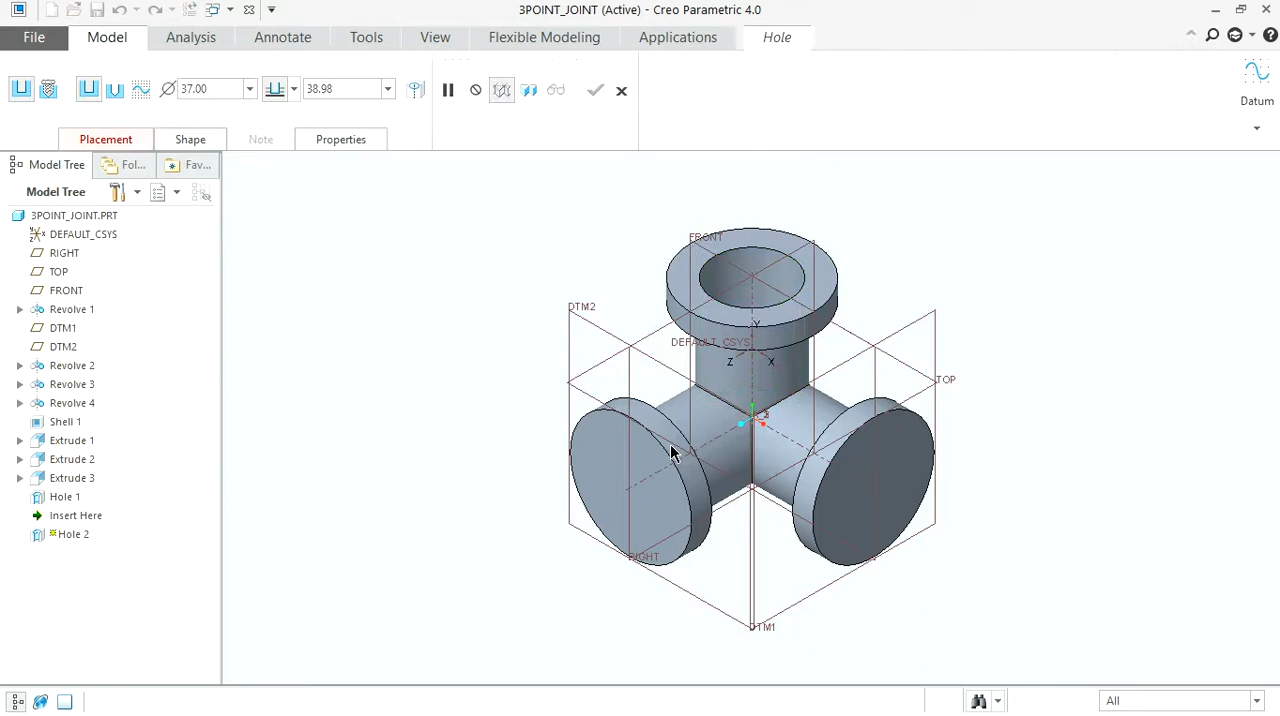 3POINT_JOINT (Active) - Creo Parametric 4.0
File Model Analysis Annotate Tools View Flexible Modeling Applications Hole
37.00 38.98
Datum
Placement Shape Note Properties
Model Tree Fol... Fav...
Model Tree
3POINT_JOINT.PRT
DEFAULT_CSYS
RIGHT
TOP
FRONT
Revolve 1
DTM1
DTM2
Revolve 2
Revolve 3
Revolve 4
Shell 1
Extrude 1
Extrude 2
Extrude 3
Hole 1
Insert Here
Hole 2
FRONT
DTM2
Y
DEFAULT_CSYS
Z X
TOP
RIGHT
DTM1
All